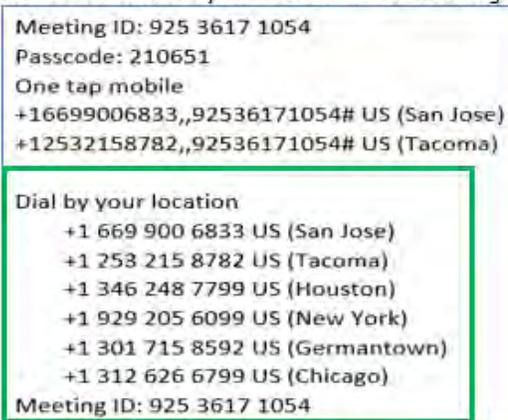 Meeting ID: 925 3617 1054
Passcode: 210651
One tap mobile
+16699006833,,92536171054# US (San Jose)
+12532158782,,92536171054# US (Tacoma)
Dial by your location
+1 669 900 6833 US (San Jose)
+1 253 215 8782 US (Tacoma)
+1 346 248 7799 US (Houston)
+1 929 205 6099 US (New York)
+1 301 715 8592 US (Germantown)
+1 312 626 6799 US (Chicago)
Meeting ID: 925 3617 1054